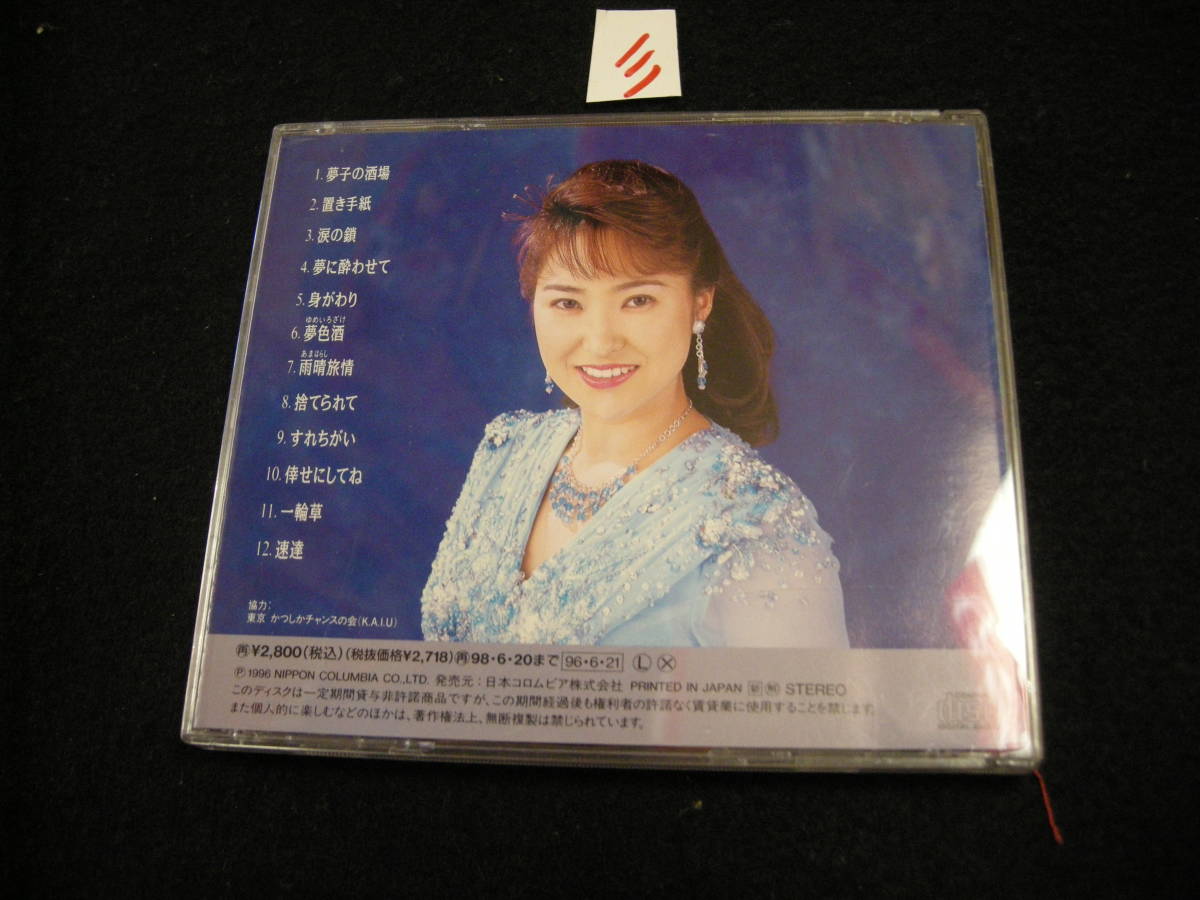 ミ
1. 夢子の酒場
2. 置き手紙
3. 涙の鎖
4. 夢に酔わせて
5. 身がわり
ゆめいろざけ
6. 夢色酒
あまはらし
7. 雨晴旅情
8. 捨てられて
9. すれちがい
10. 倖せにしてね
11. 一輪草
12. 速達
協力:
東京 かつしかチャンスの会(K.A.I.U)
再¥2,800(税込)(税抜価格¥2,718)再98・6・20まで 96・6・21 Ⓛ Ⓧ
Ⓟ1996 NIPPON COLUMBIA CO.,LTD. 発売元:日本コロムビア株式会社 PRINTED IN JAPAN STEREO
このディスクは一定期間貸与非許諾商品ですが、この期間経過後も権利者の許諾なく賃貸業に使用することを禁じます。
また個人的に楽しむなどのほかは、著作権法上、無断複製は禁じられています。